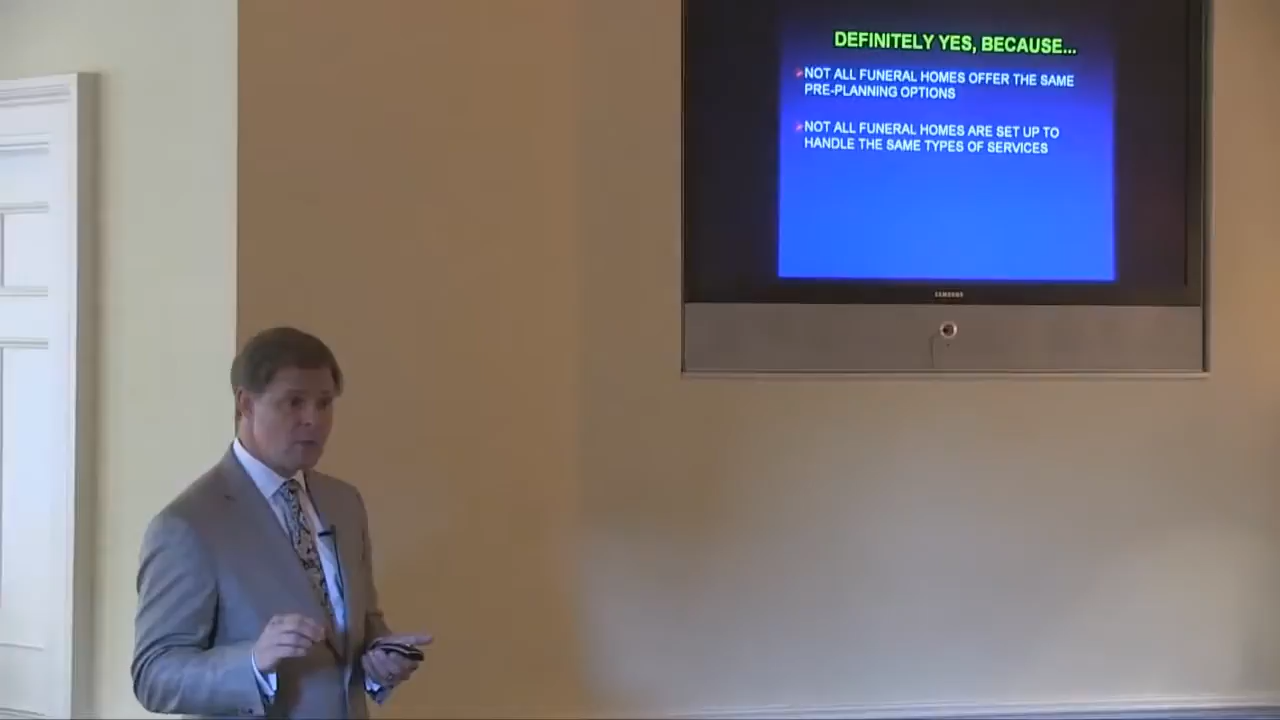 DEFINITELY YES, BECAUSE...
NOT ALL FUNERAL HOMES OFFER THE SAME
PRE-PLANNING OPTIONS
NOT ALL FUNERAL HOMES ARE SET UP TO
HANDLE THE SAME TYPES OF SERVICES
SAMSUNG